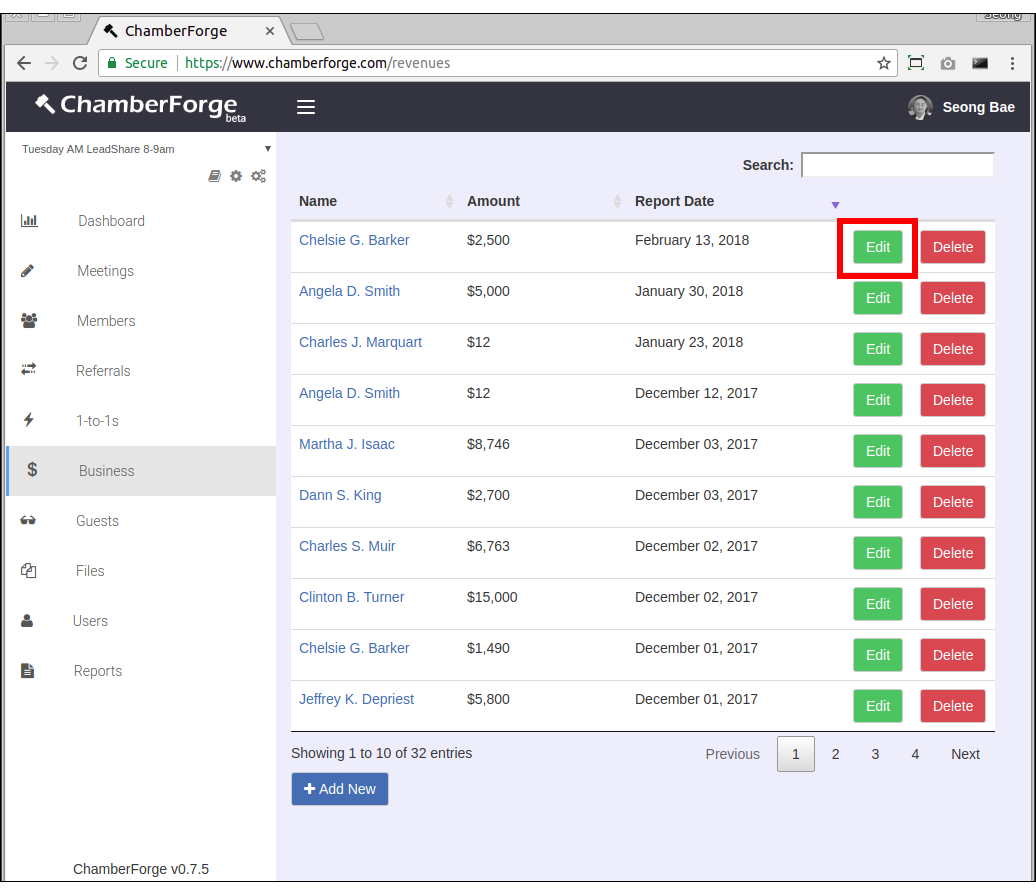 Seong
ChamberForge
Secure https://www.chamberforge.com/revenues
ChamberForge
beta
Seong Bae
Tuesday AM LeadShare 8-9am
Dashboard
Meetings
Members
Referrals
1-to-1s
$ Business
Guests
Files
Users
Reports
ChamberForge v0.7.5
Search:
Name Amount Report Date
Chelsie G. Barker $2,500 February 13, 2018 Edit Delete
Angela D. Smith $5,000 January 30, 2018 Edit Delete
Charles J. Marquart $12 January 23, 2018 Edit Delete
Angela D. Smith $12 December 12, 2017 Edit Delete
Martha J. Isaac $8,746 December 03, 2017 Edit Delete
Dann S. King $2,700 December 03, 2017 Edit Delete
Charles S. Muir $6,763 December 02, 2017 Edit Delete
Clinton B. Turner $15,000 December 02, 2017 Edit Delete
Chelsie G. Barker $1,490 December 01, 2017 Edit Delete
Jeffrey K. Depriest $5,800 December 01, 2017 Edit Delete
Showing 1 to 10 of 32 entries Previous 1 2 3 4 Next
+ Add New